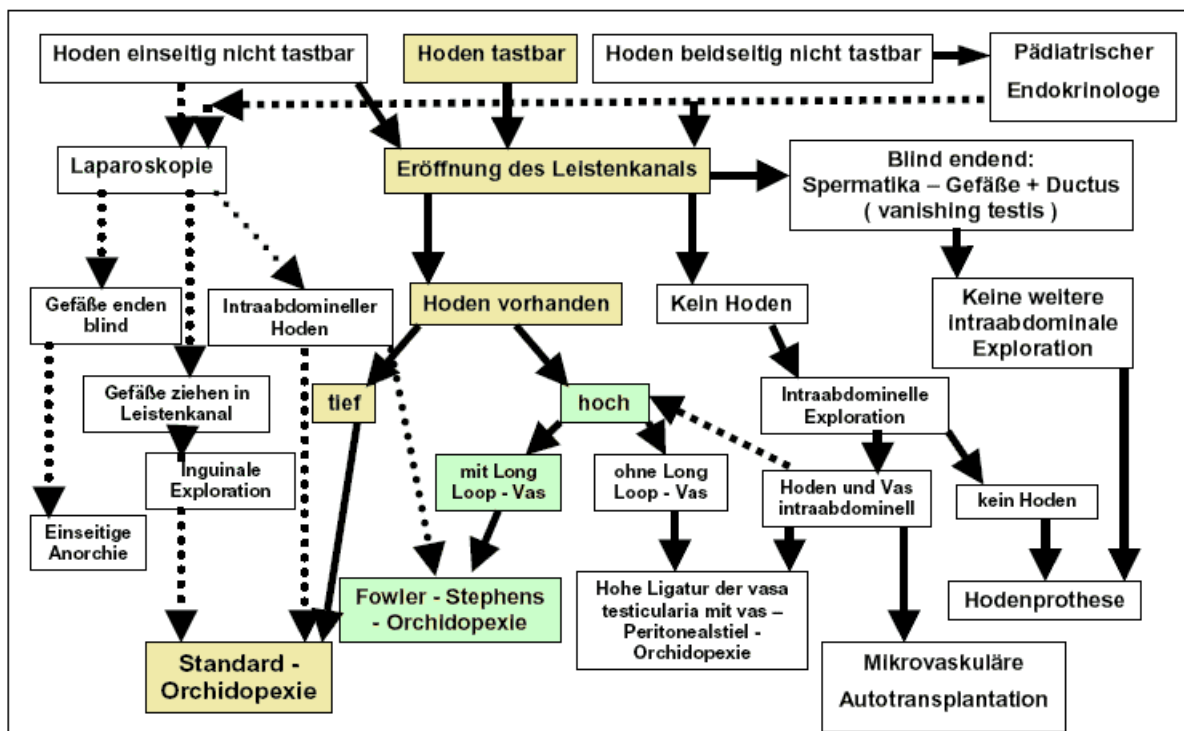 Hoden einseitig nicht tastbar
Hoden tastbar
Hoden beidseitig nicht tastbar
Pädiatrischer
Endokrinologe
Laparoskopie
Eröffnung des Leistenkanals
Blind endend:
Spermatika – Gefäße + Ductus
( vanishing testis )
Gefäße enden
blind
Intraabdomineller
Hoden
Hoden vorhanden
Kein Hoden
Keine weitere
intraabdominale
Exploration
Gefäße ziehen in
Leistenkanal
tief
hoch
Intraabdominelle
Exploration
Inguinale
Exploration
mit Long
Loop - Vas
ohne Long
Loop - Vas
Hoden und Vas
intraabdominell
kein Hoden
Einseitige
Anorchie
Fowler - Stephens
- Orchidopexie
Hohe Ligatur der vasa
testicularia mit vas –
Peritonealstiel -
Orchidopexie
Hodenprothese
Standard -
Orchidopexie
Mikrovaskuläre
Autotransplantation